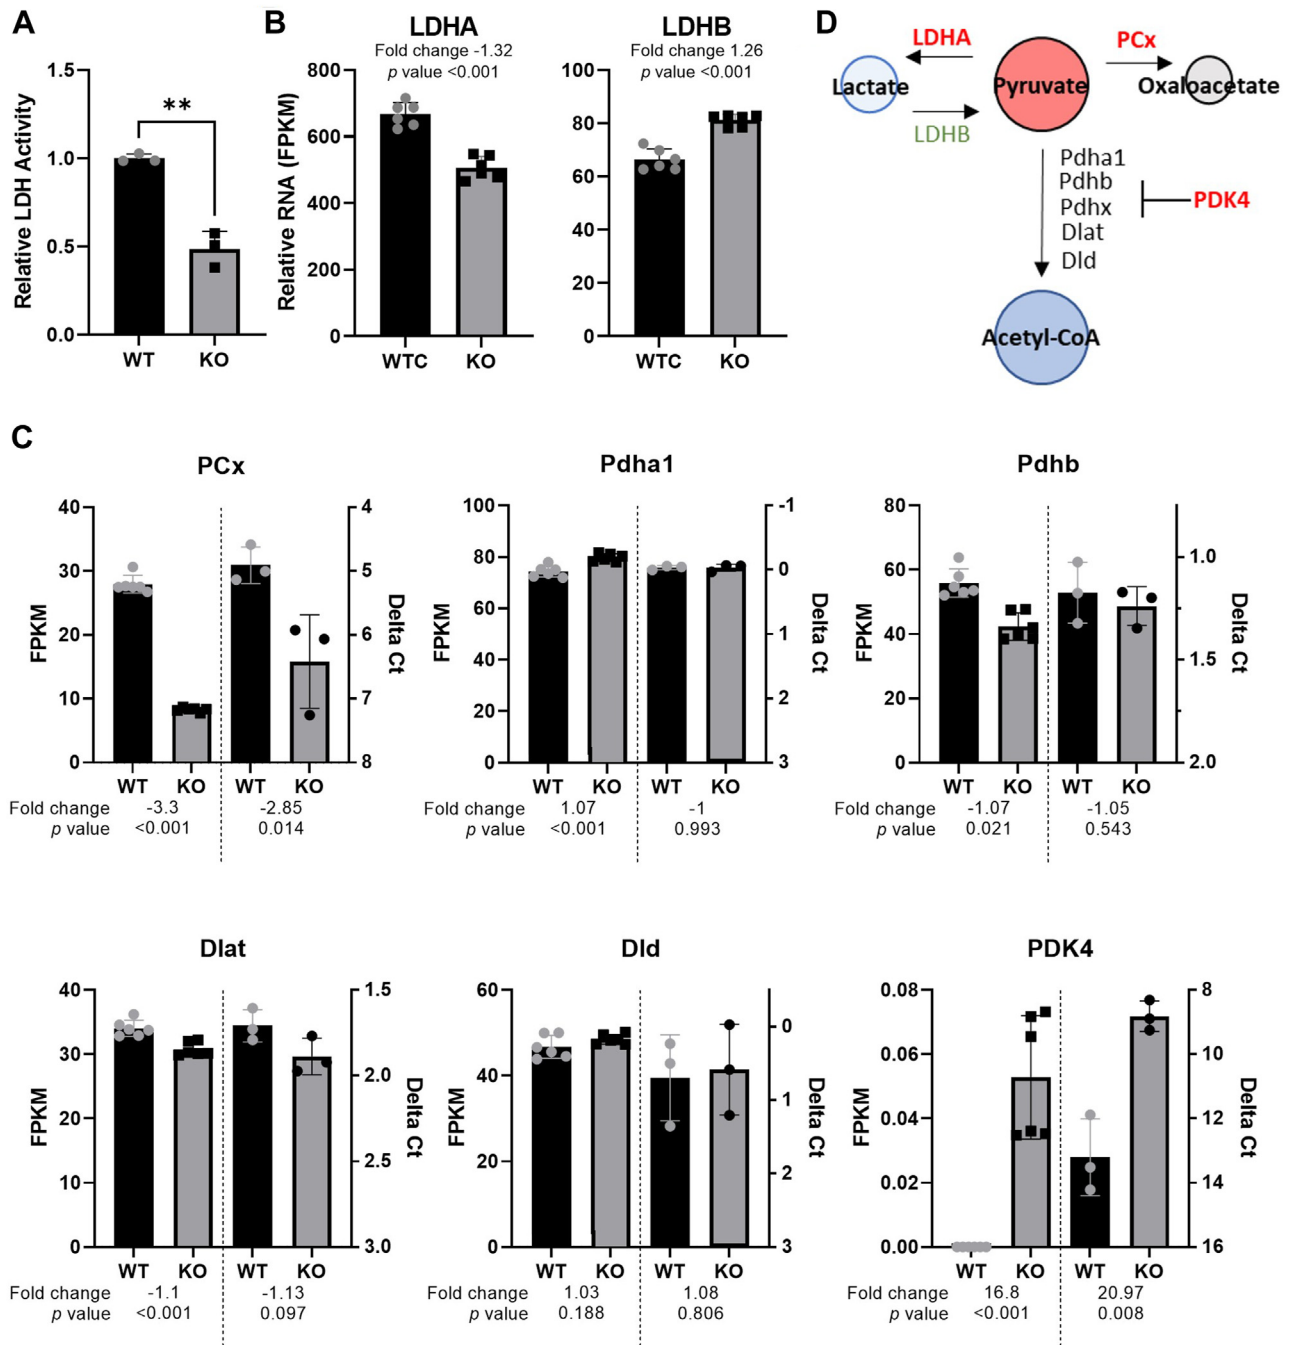 A
Relative LDH Activity
1.5
1.0
0.5
0.0
**
WT KO
B
LDHA
Fold change -1.32
p value <0.001
Relative RNA (FPKM)
800
600
400
200
0
WTC KO
LDHB
Fold change 1.26
p value <0.001
100
80
60
40
20
0
WTC KO
D
LDHA
PCx
Lactate
Pyruvate
Oxaloacetate
LDHB
Pdha1
Pdhb
Pdhx
Dlat
Dld
PDK4
Acetyl-CoA
C
PCx
FPKM
40
30
20
10
0
4
5
6
7
8
Delta Ct
WT KO WT KO
Fold change -3.3 -2.85
p value <0.001 0.014
Pdha1
FPKM
100
80
60
40
20
0
-1
0
1
2
3
Delta Ct
WT KO WT KO
Fold change 1.07 -1
p value <0.001 0.993
Pdhb
FPKM
80
60
40
20
0
1.0
1.5
2.0
Delta Ct
WT KO WT KO
Fold change -1.07 -1.05
p value 0.021 0.543
Dlat
FPKM
40
30
20
10
0
1.5
2.0
2.5
3.0
Delta Ct
WT KO WT KO
Fold change -1.1 -1.13
p value <0.001 0.097
Dld
FPKM
60
40
20
0
0
1
2
3
Delta Ct
WT KO WT KO
Fold change 1.03 1.08
p value 0.188 0.806
PDK4
FPKM
0.08
0.06
0.04
0.02
0.00
8
10
12
14
16
Delta Ct
WT KO WT KO
Fold change 16.8 20.97
p value <0.001 0.008